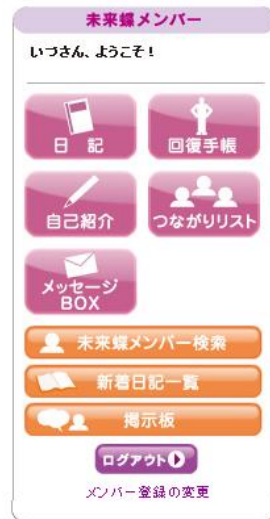 未来蝶メンバー
いづさん、ようこそ!
日 記
回復手帳
自己紹介
つながりリスト
メッセージ
BOX
未来蝶メンバー検索
新着日記一覧
掲示板
ログアウト
メンバー登録の変更